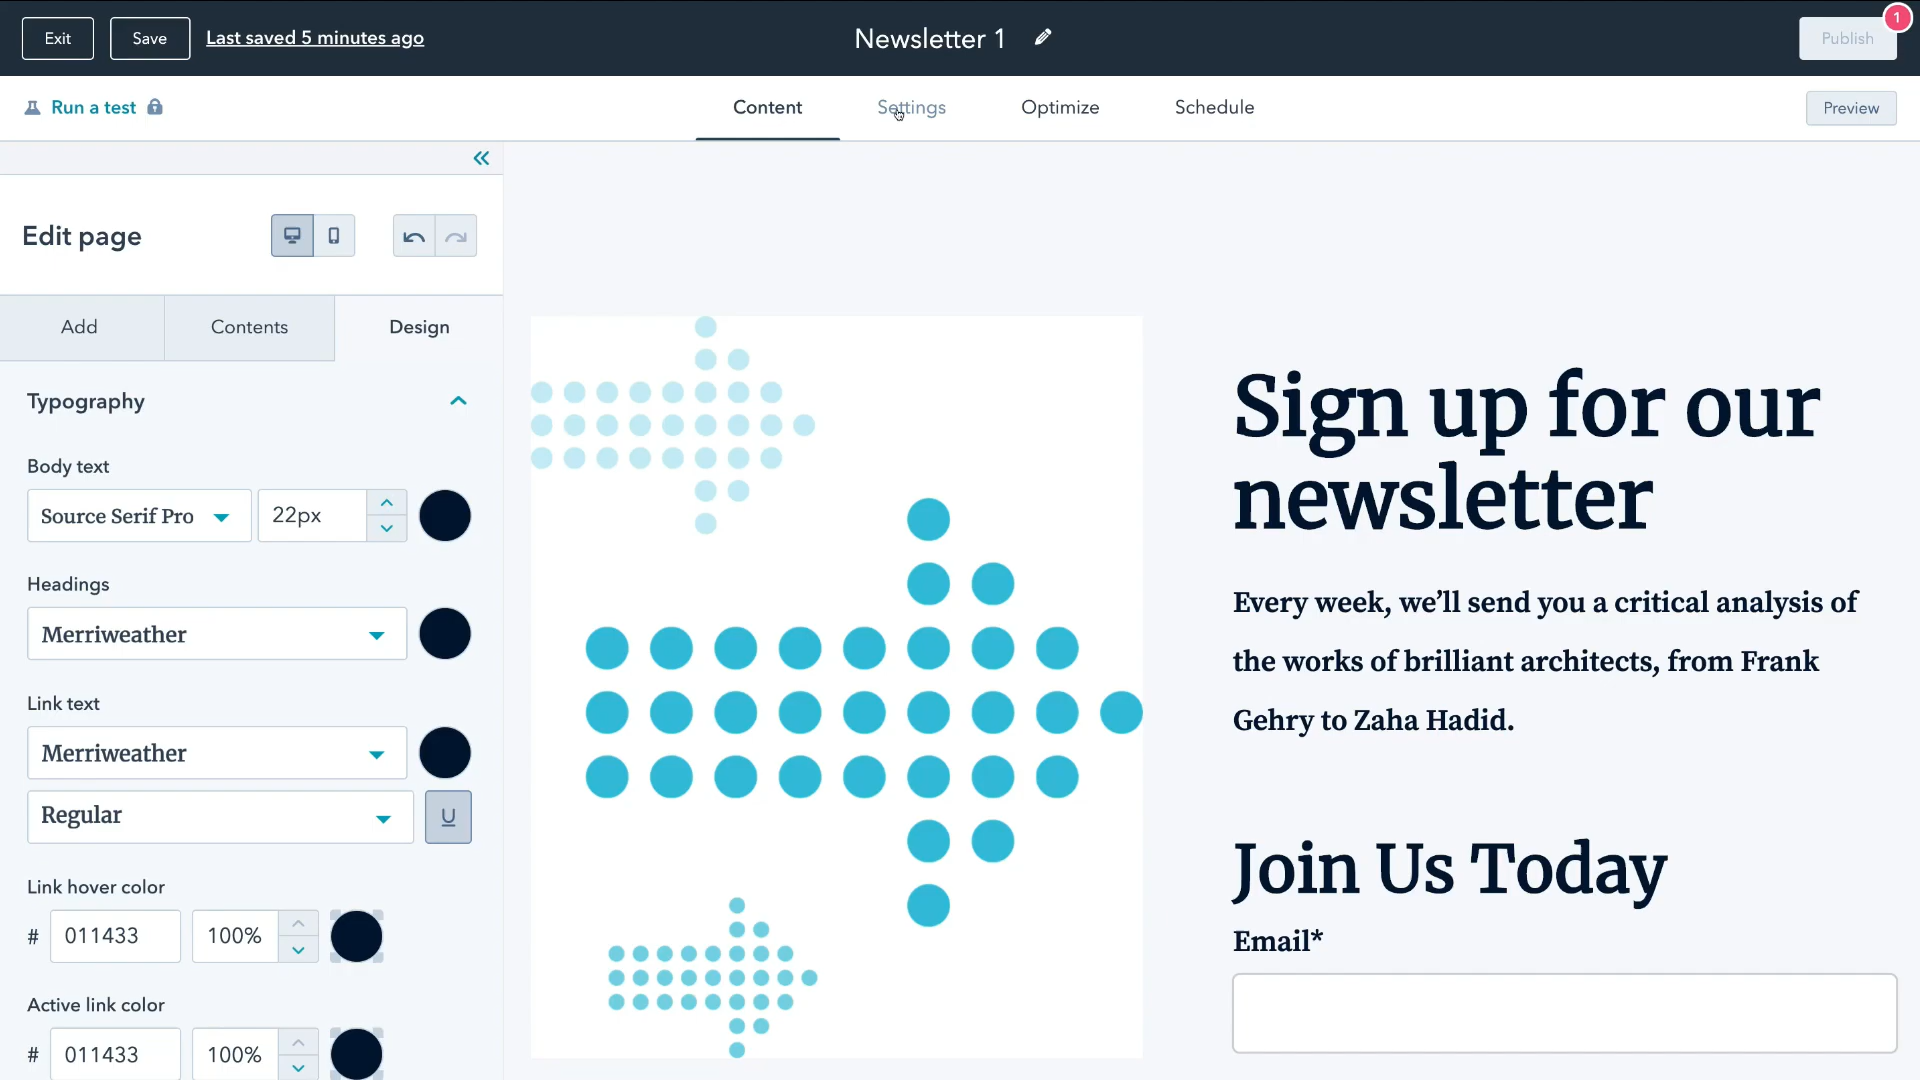 Exit
Save
Last saved 5 minutes ago
Newsletter 1
Publish
1
Run a test
Content
Settings
Optimize
Schedule
Preview
Edit page
Add
Contents
Design
Typography
Body text
Source Serif Pro
22px
Headings
Merriweather
Link text
Merriweather
Regular
U
Link hover color
# 011433
100%
Active link color
# 011433
100%
Sign up for our
newsletter
Every week, we’ll send you a critical analysis of
the works of brilliant architects, from Frank
Gehry to Zaha Hadid.
Join Us Today
Email*